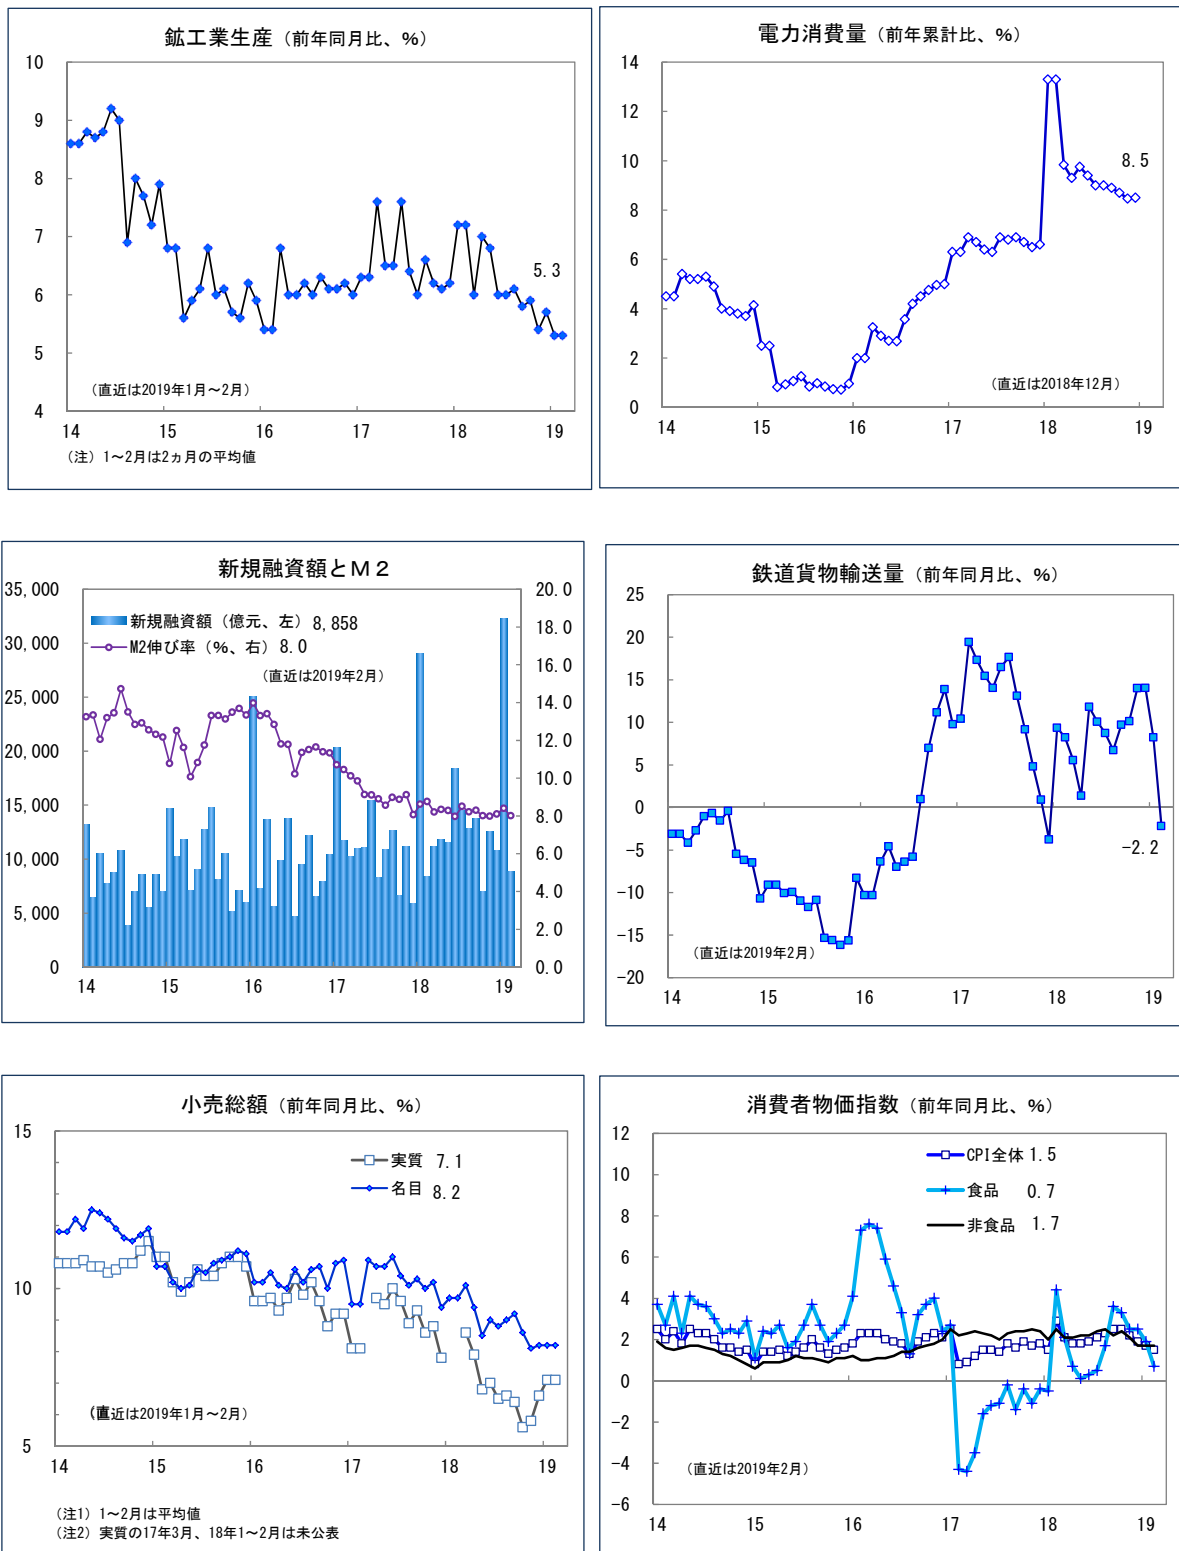 鉱工業生産（前年同月比、%）
10
9
8
7
6
5
4
5.3
（直近は2019年1月～2月）
14 15 16 17 18 19
（注）1～2月は2ヵ月の平均値
電力消費量（前年累計比、%）
14
12
10
8
6
4
2
0
8.5
（直近は2018年12月）
14 15 16 17 18 19
新規融資額とＭ２
35,000
30,000
25,000
20,000
15,000
10,000
5,000
0
20.0
18.0
16.0
14.0
12.0
10.0
8.0
6.0
4.0
2.0
0.0
新規融資額（億元、左）8,858
M2伸び率（%、右）8.0
（直近は2019年2月）
14 15 16 17 18 19
鉄道貨物輸送量（前年同月比、%）
25
20
15
10
5
0
-5
-10
-15
-20
-2.2
（直近は2019年2月）
14 15 16 17 18 19
小売総額（前年同月比、%）
15
10
5
実質 7.1
名目 8.2
（直近は2019年1月～2月）
14 15 16 17 18 19
（注1）1～2月は平均値
（注2）実質の17年3月、18年1～2月は未公表
消費者物価指数（前年同月比、%）
12
10
8
6
4
2
0
-2
-4
-6
CPI全体 1.5
食品 0.7
非食品 1.7
（直近は2019年2月）
14 15 16 17 18 19